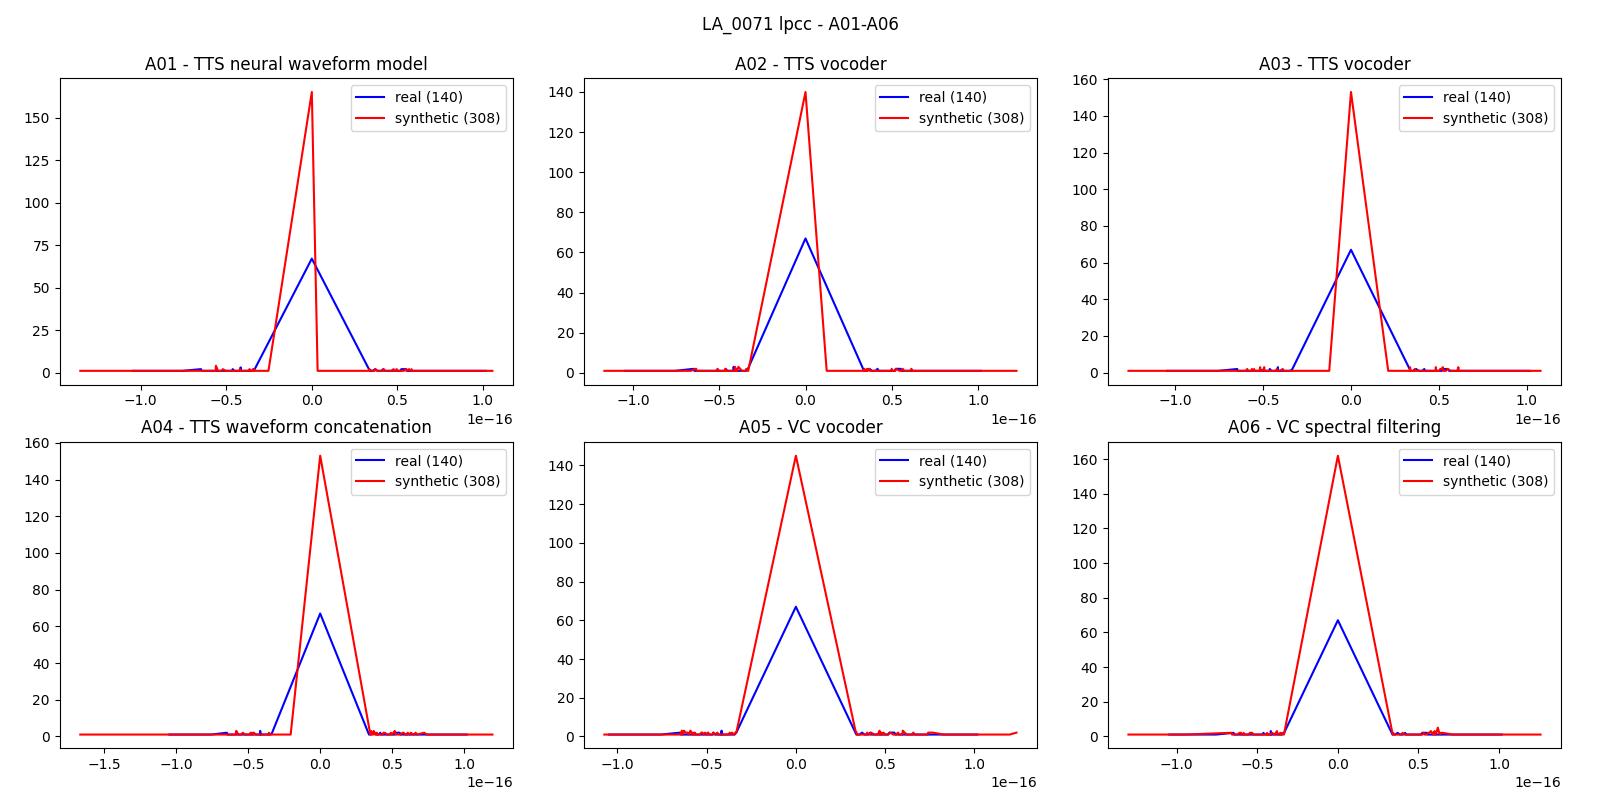 LA_0071 lpcc - A01-A06
A01 - TTS neural waveform model
real (140)
synthetic (308)
150
125
100
75
50
25
0
−1.0 −0.5 0.0 0.5 1.0
1e−16
A02 - TTS vocoder
real (140)
synthetic (308)
140
120
100
80
60
40
20
0
−1.0 −0.5 0.0 0.5 1.0
1e−16
A03 - TTS vocoder
real (140)
synthetic (308)
160
140
120
100
80
60
40
20
0
−1.0 −0.5 0.0 0.5 1.0
1e−16
A04 - TTS waveform concatenation
real (140)
synthetic (308)
160
140
120
100
80
60
40
20
0
−1.5 −1.0 −0.5 0.0 0.5 1.0
1e−16
A05 - VC vocoder
real (140)
synthetic (308)
140
120
100
80
60
40
20
0
−1.0 −0.5 0.0 0.5 1.0
1e−16
A06 - VC spectral filtering
real (140)
synthetic (308)
160
140
120
100
80
60
40
20
0
−1.0 −0.5 0.0 0.5 1.0
1e−16